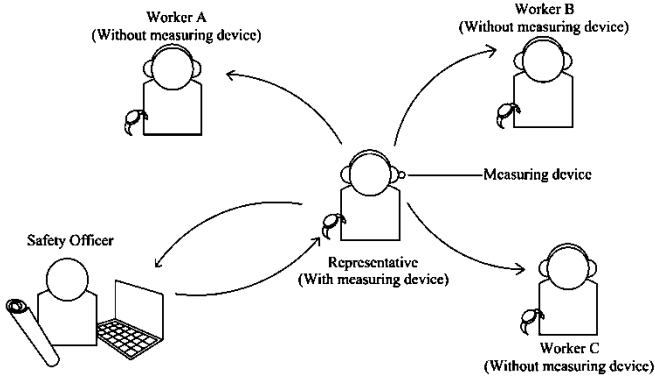 Worker A
(Without measuring device)
Worker B
(Without measuring device)
Measuring device
Safety Officer
Representative
(With measuring device)
Worker C
(Without measuring device)